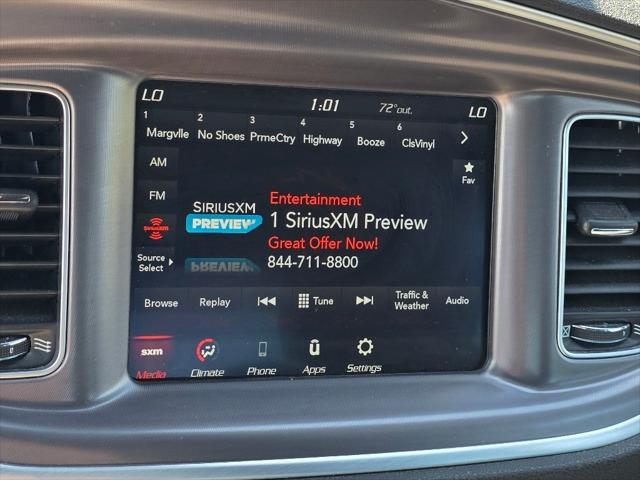 LO 1:01 72°out. LO
1 2 3 4 5 6
Margvlle No Shoes PrmeCtry Highway Booze ClsVinyl
AM
Fav
FM
Entertainment
SIRIUSXM
PREVIEW
1 SiriusXM Preview
SiriusXM
Great Offer Now!
844-711-8800
Source
Select
PREVIEW
Browse Replay Tune Traffic & Weather Audio
sxm
Media Climate Phone Apps Settings